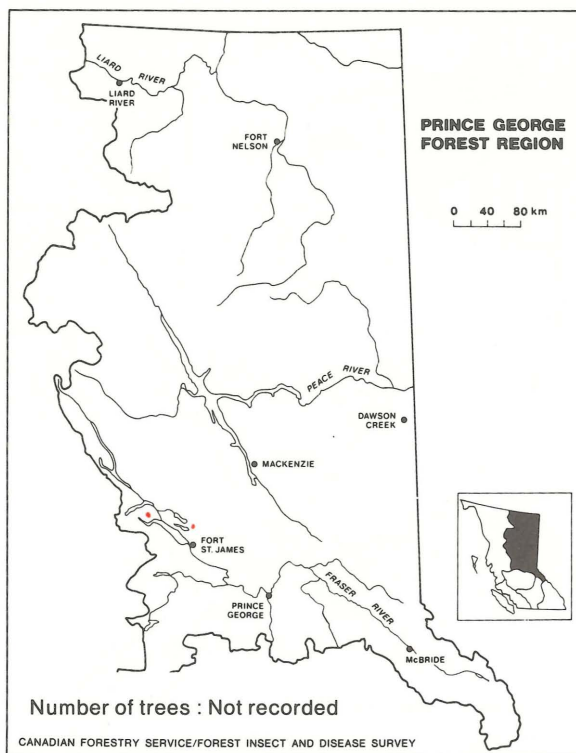 LIARD RIVER
LIARD
RIVER
FORT
NELSON
PRINCE GEORGE
FOREST REGION
0 40 80 km
PEACE RIVER
DAWSON
CREEK
MACKENZIE
FORT
ST. JAMES
PRINCE
GEORGE
FRASER RIVER
McBRIDE
Number of trees : Not recorded
CANADIAN FORESTRY SERVICE/FOREST INSECT AND DISEASE SURVEY